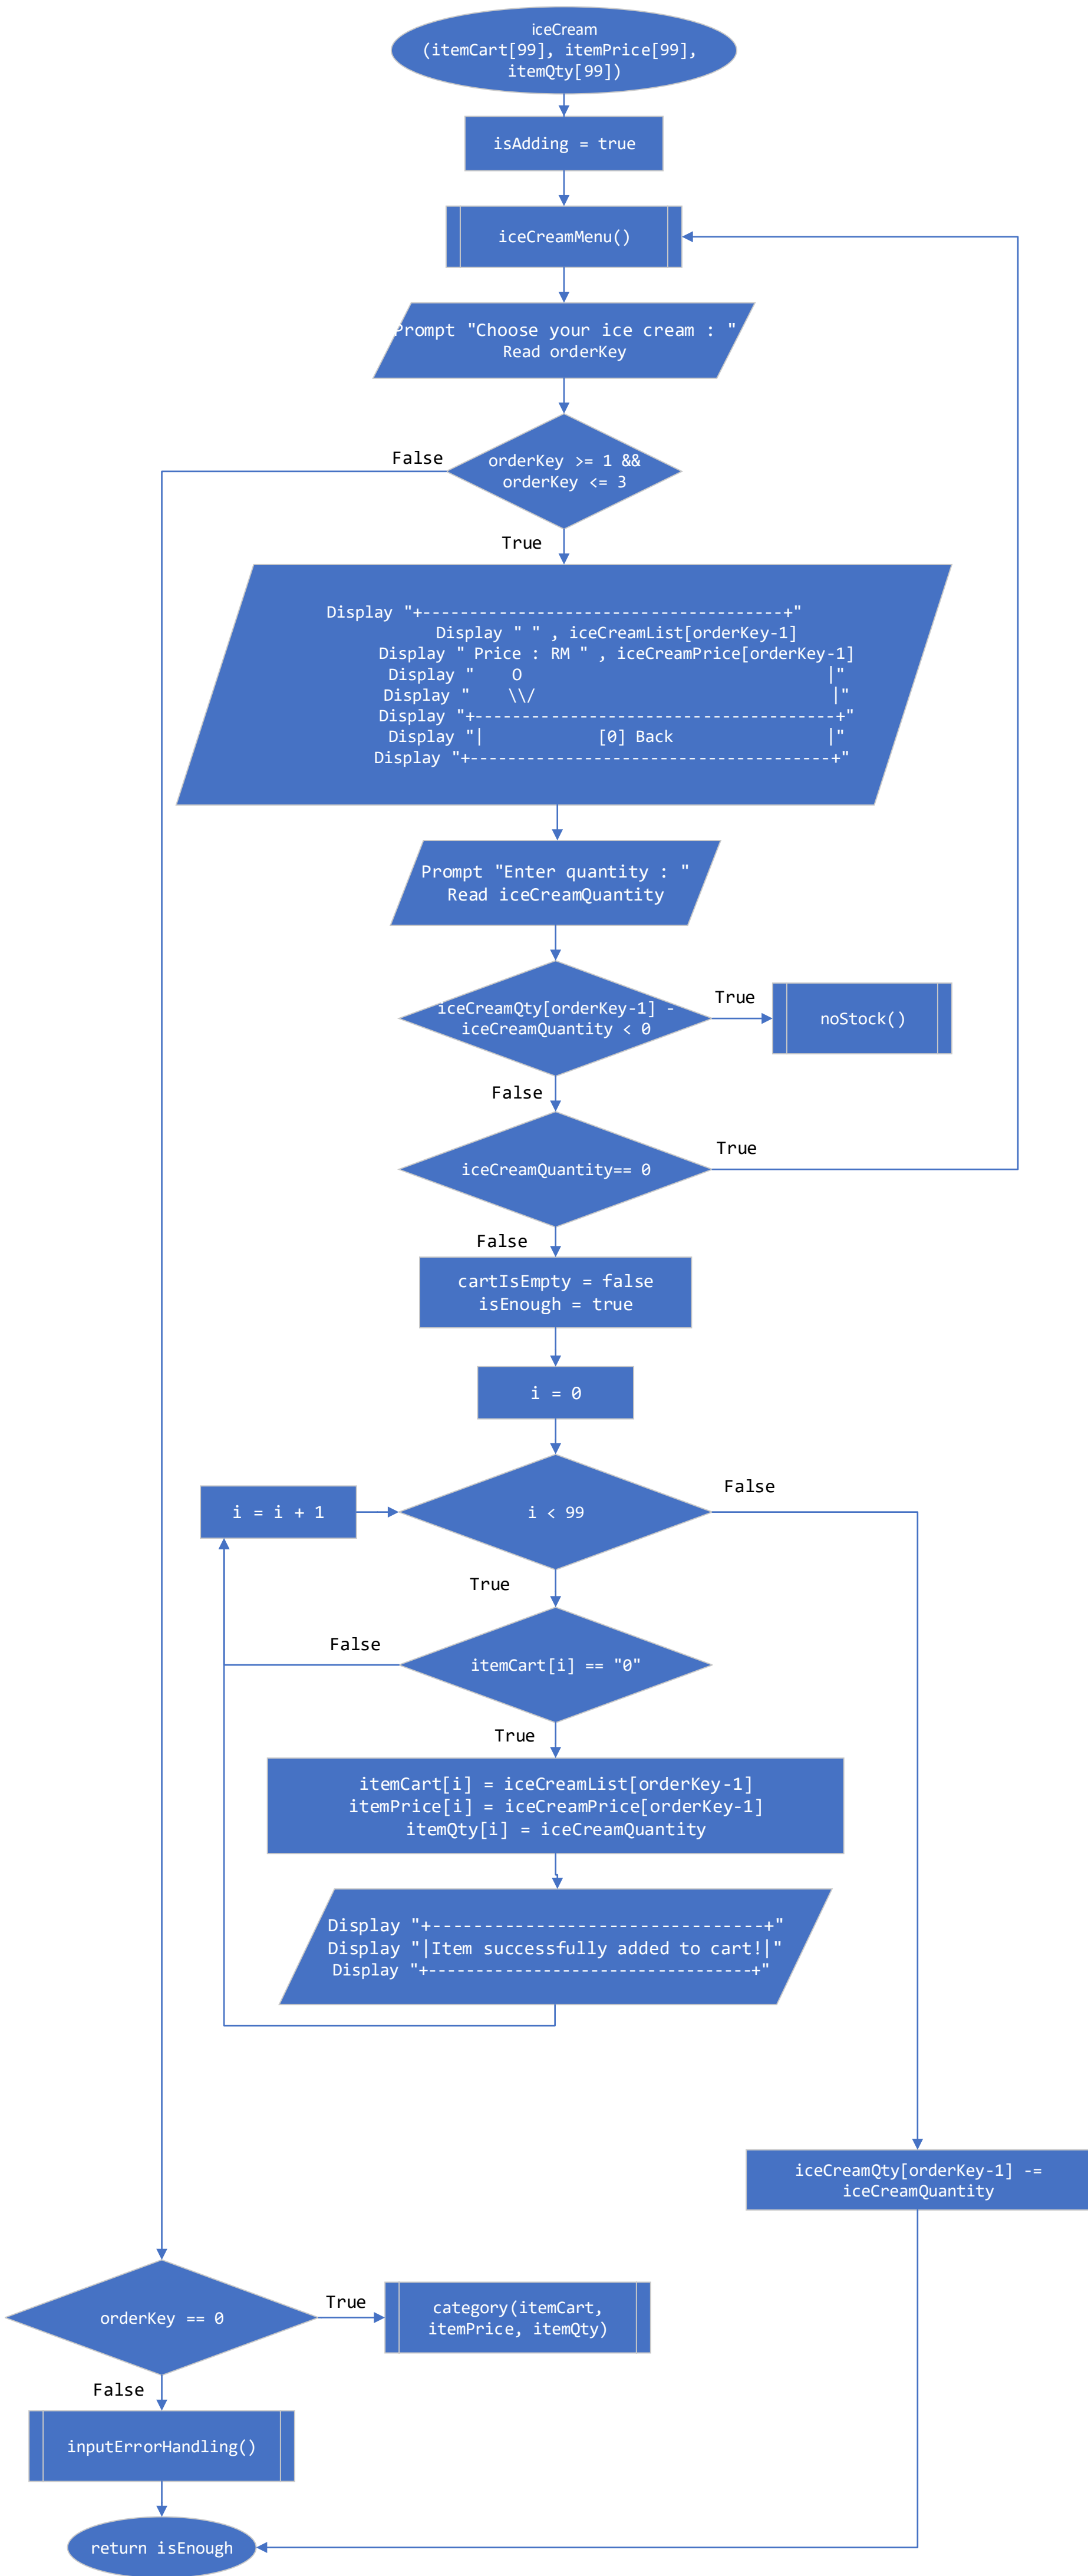 iceCream
(itemCart[99], itemPrice[99],
itemQty[99])
isAdding = true
iceCreamMenu()
Prompt "Choose your ice cream : "
Read orderKey
False
orderKey >= 1 &&
orderKey <= 3
True
Display "+--------------------------------------+"
Display " " , iceCreamList[orderKey-1]
Display " Price : RM " , iceCreamPrice[orderKey-1]
Display "    O                                |"
Display "    \\/                               |"
Display "+--------------------------------------+"
Display "|            [0] Back                |"
Display "+--------------------------------------+"
Prompt "Enter quantity : "
Read iceCreamQuantity
iceCreamQty[orderKey-1] -
iceCreamQuantity < 0
True
noStock()
False
iceCreamQuantity== 0
True
False
cartIsEmpty = false
isEnough = true
i = 0
i = i + 1
i < 99
False
True
False
itemCart[i] == "0"
True
itemCart[i] = iceCreamList[orderKey-1]
itemPrice[i] = iceCreamPrice[orderKey-1]
itemQty[i] = iceCreamQuantity
Display "+----------------------------------+"
Display "|Item successfully added to cart!|"
Display "+----------------------------------+"
iceCreamQty[orderKey-1] -=
iceCreamQuantity
orderKey == 0
True
category(itemCart,
itemPrice, itemQty)
False
inputErrorHandling()
return isEnough